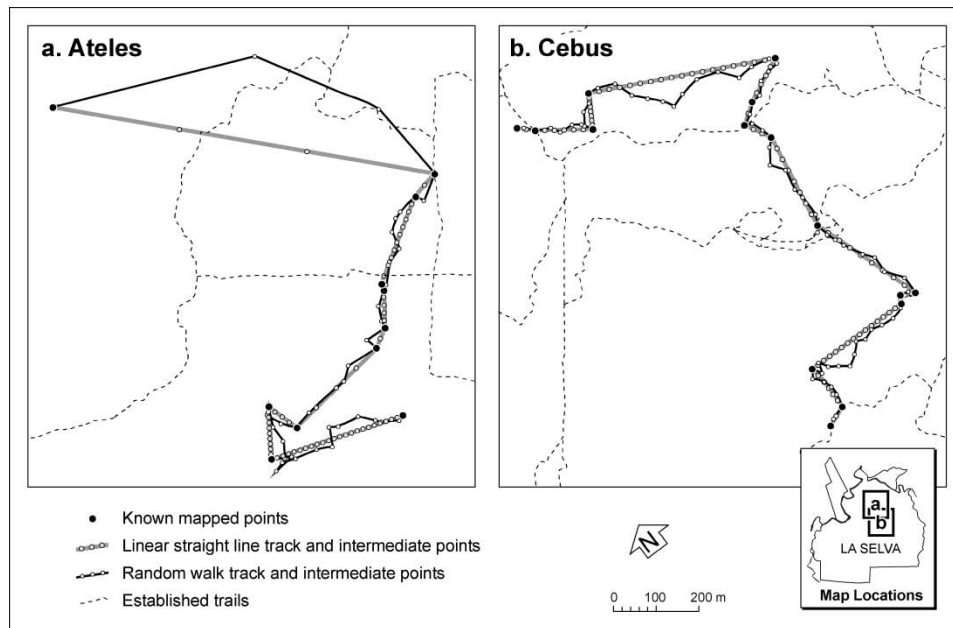 a. Ateles
b. Cebus
Known mapped points
Linear straight line track and intermediate points
Random walk track and intermediate points
Established trails
N
0 100 200 m
a
b
LA SELVA
Map Locations